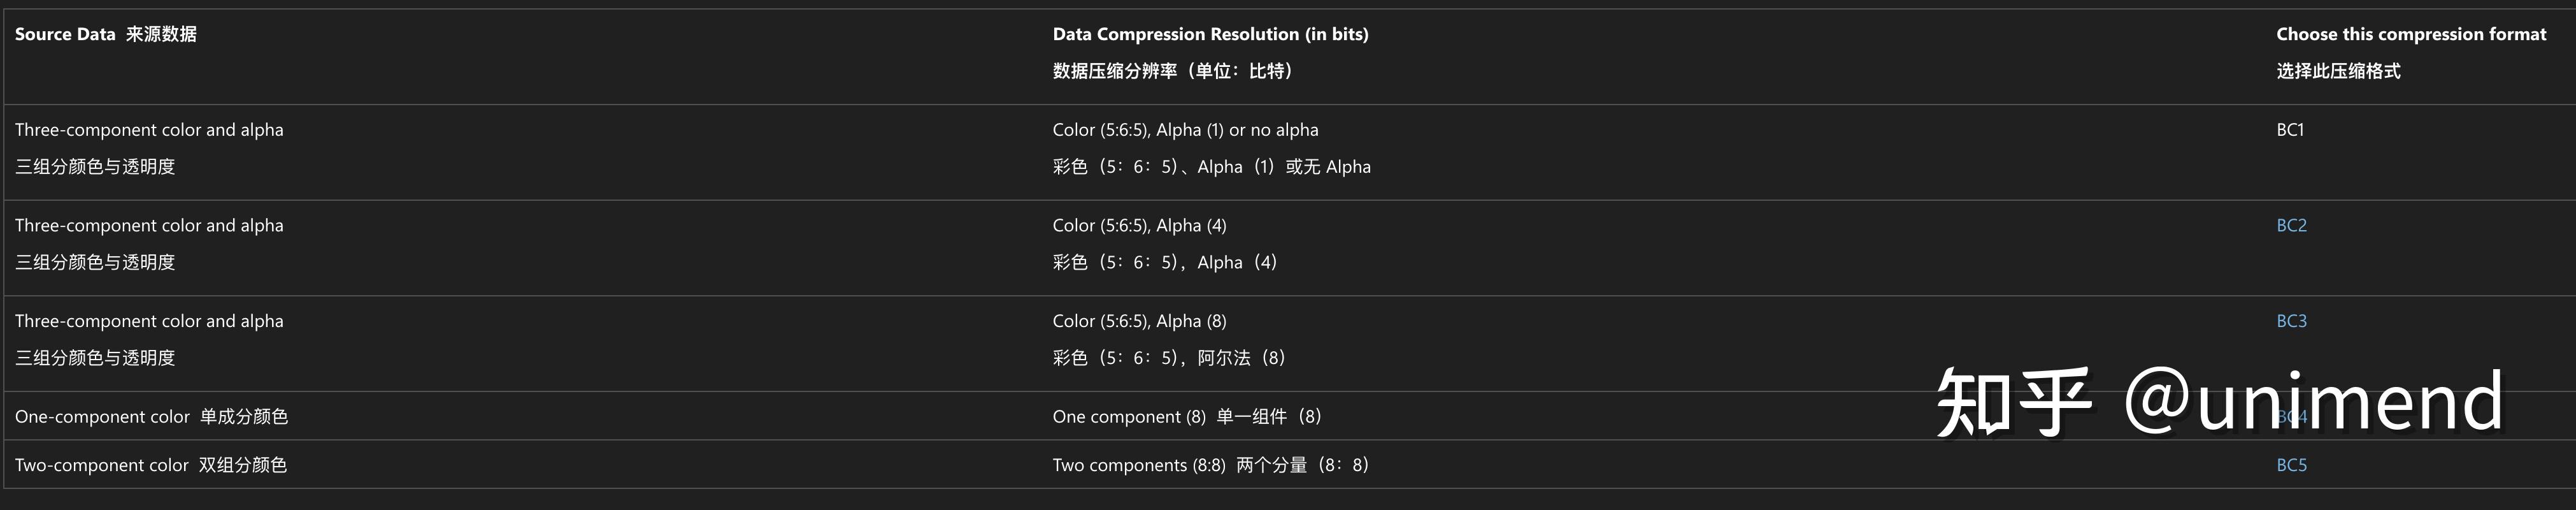 Source Data 来源数据
Data Compression Resolution (in bits)
数据压缩分辨率（单位：比特）
Choose this compression format
选择此压缩格式
Three-component color and alpha
三组分颜色与透明度
Color (5:6:5), Alpha (1) or no alpha
彩色（5：6：5）、Alpha（1）或无 Alpha
BC1
Three-component color and alpha
三组分颜色与透明度
Color (5:6:5), Alpha (4)
彩色（5：6：5），Alpha（4）
BC2
Three-component color and alpha
三组分颜色与透明度
Color (5:6:5), Alpha (8)
彩色（5：6：5），阿尔法（8）
BC3
One-component color 单成分颜色
One component (8) 单一组件（8）
BC4
Two-component color 双组分颜色
Two components (8:8) 两个分量（8：8）
BC5
知乎 @unimend